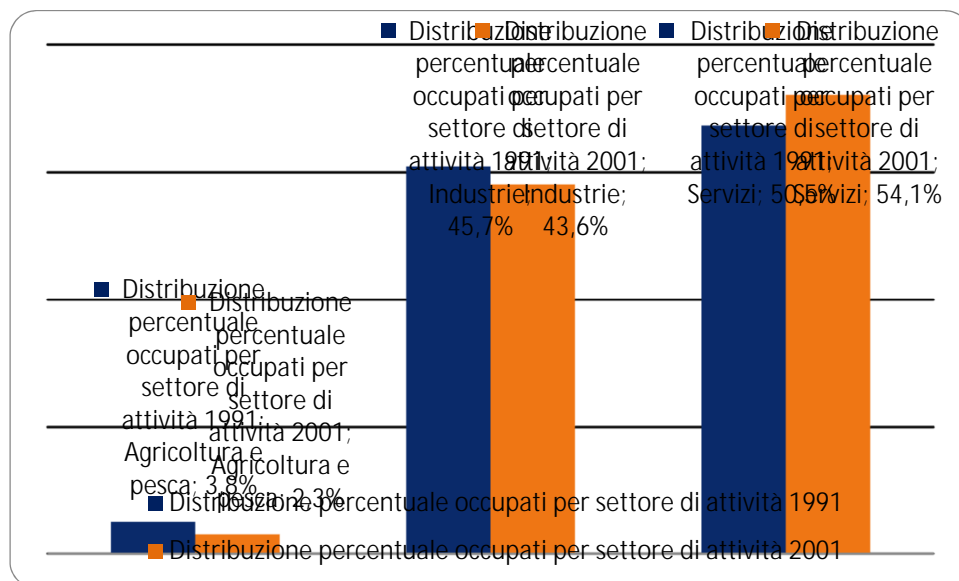 Distribuzione
percentuale
occupati per
settore di
attività 1991;
Industrie;
45,7%
Distribuzione
percentuale
occupati per
settore di
attività 2001;
Industrie;
43,6%
Distribuzione
percentuale
occupati per
settore di
attività 1991;
Servizi; 50,5%
Distribuzione
percentuale
occupati per
settore di
attività 2001;
Servizi; 54,1%
Distribuzione
percentuale
occupati per
settore di
attività 1991;
Agricoltura e
pesca; 3,8%
Distribuzione
percentuale
occupati per
settore di
attività 2001;
Agricoltura e
pesca; 2,3%
Distribuzione percentuale occupati per settore di attività 1991
Distribuzione percentuale occupati per settore di attività 2001